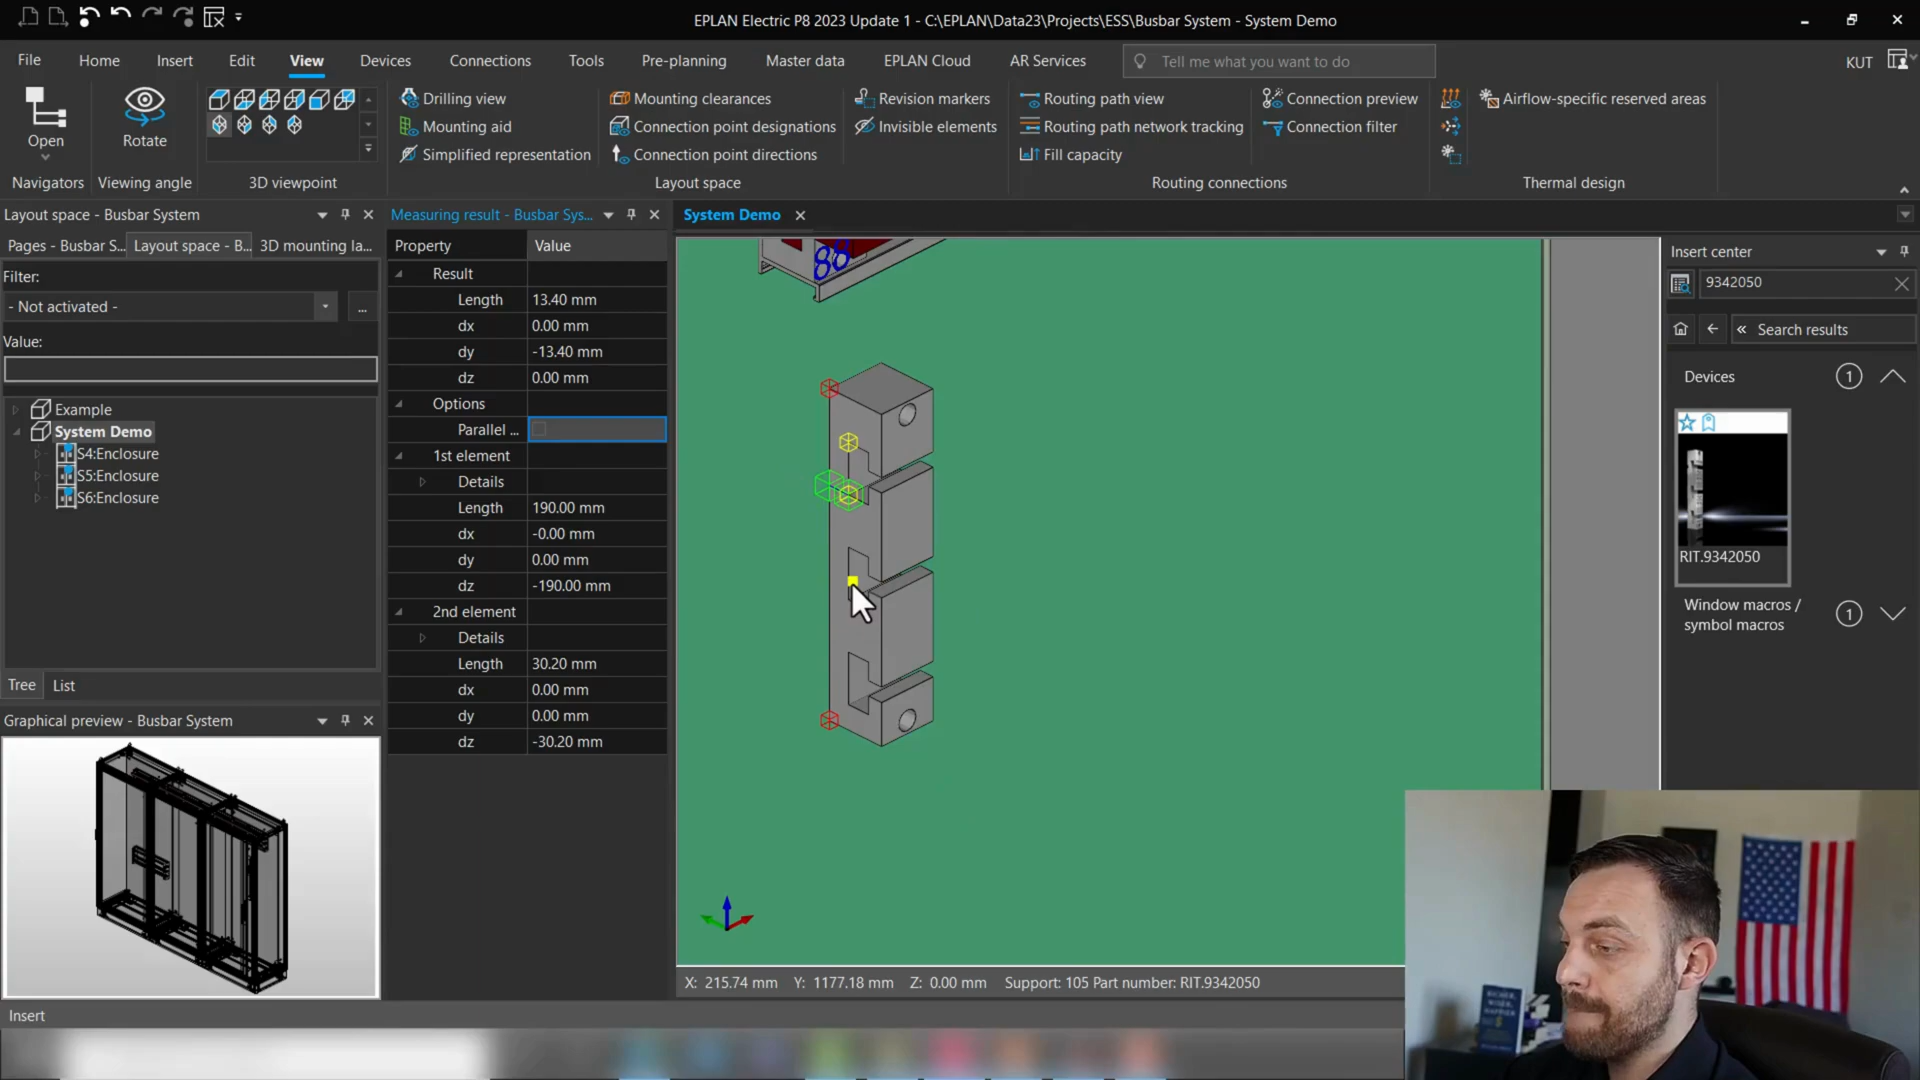 EPLAN Electric P8 2023 Update 1 - C:\EPLAN\Data23\Projects\ESS\Busbar System - System Demo
File Home Insert Edit View Devices Connections Tools Pre-planning Master data EPLAN Cloud AR Services Tell me what you want to do KUT
Open
Rotate
Drilling view
Mounting aid
Simplified representation
Mounting clearances
Connection point designations
Connection point directions
Revision markers
Invisible elements
Routing path view
Routing path network tracking
Fill capacity
Connection preview
Connection filter
Airflow-specific reserved areas
Navigators Viewing angle 3D viewpoint Layout space Routing connections Thermal design
Layout space - Busbar System
Pages - Busbar S... Layout space - B... 3D mounting la...
Filter:
- Not activated -
...
Value:
Example
System Demo
S4:Enclosure
S5:Enclosure
S6:Enclosure
Tree List
Graphical preview - Busbar System
Measuring result - Busbar Sys...
Property Value
Result
Length 13.40 mm
dx 0.00 mm
dy -13.40 mm
dz 0.00 mm
Options
Parallel ...
1st element
Details
Length 190.00 mm
dx -0.00 mm
dy 0.00 mm
dz -190.00 mm
2nd element
Details
Length 30.20 mm
dx 0.00 mm
dy 0.00 mm
dz -30.20 mm
System Demo
88
X: 215.74 mm Y: 1177.18 mm Z: 0.00 mm Support: 105 Part number: RIT.9342050
Insert center
9342050
« Search results
Devices 1
RIT.9342050
Window macros /
symbol macros
1
Insert